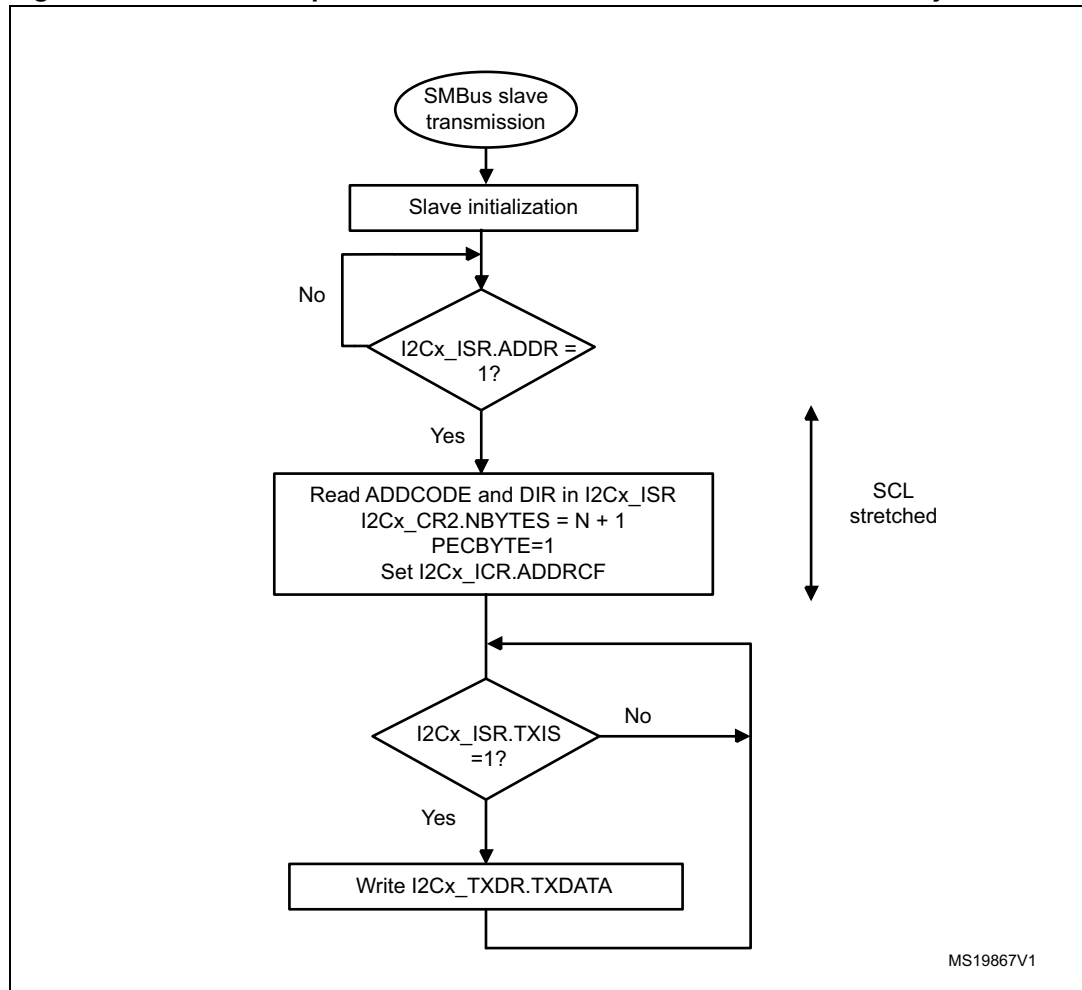 SMBus slave
transmission
Slave initialization
No
I2Cx_ISR.ADDR =
1?
Yes
Read ADDCODE and DIR in I2Cx_ISR
I2Cx_CR2.NBYTES = N + 1
PECBYTE=1
Set I2Cx_ICR.ADDRCF
SCL
stretched
I2Cx_ISR.TXIS
=1?
No
Yes
Write I2Cx_TXDR.TXDATA
MS19867V1